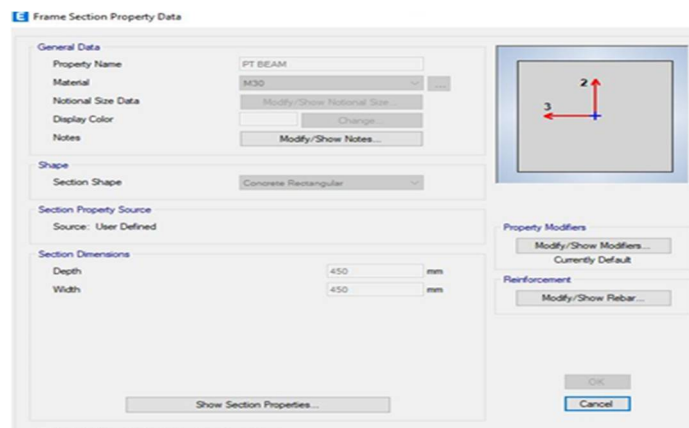 E Frame Section Property Data
General Data
Property Name PT BEAM
Material M30 ...
Notional Size Data Modify/Show Notional Size...
Display Color Change...
Notes Modify/Show Notes...
Shape
Section Shape Concrete Rectangular
Section Property Source
Source: User Defined
Section Dimensions
Depth 450 mm
Width 450 mm
Show Section Properties...
2
3
Property Modifiers
Modify/Show Modifiers...
Currently Default
Reinforcement
Modify/Show Rebar...
OK
Cancel